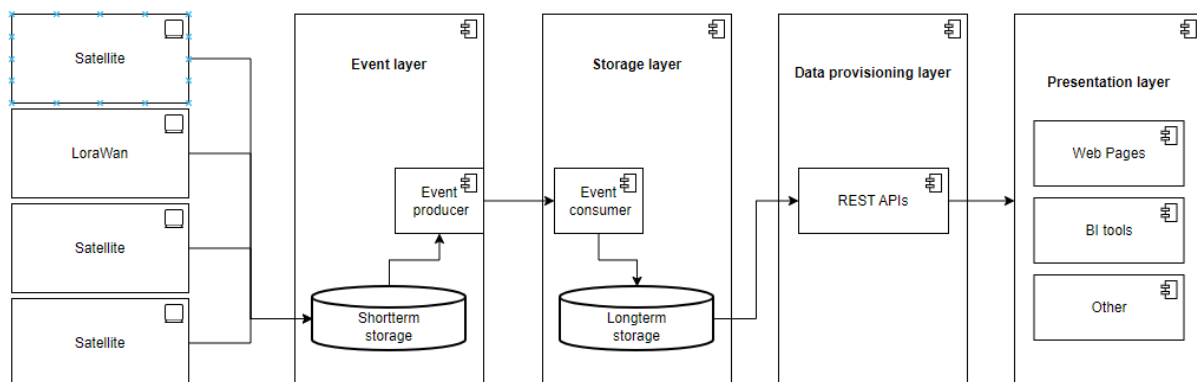 Satellite
LoraWan
Satellite
Satellite
Event layer
Event
producer
Shortterm
storage
Storage layer
Event
consumer
Longterm
storage
Data provisioning layer
REST APIs
Presentation layer
Web Pages
BI tools
Other